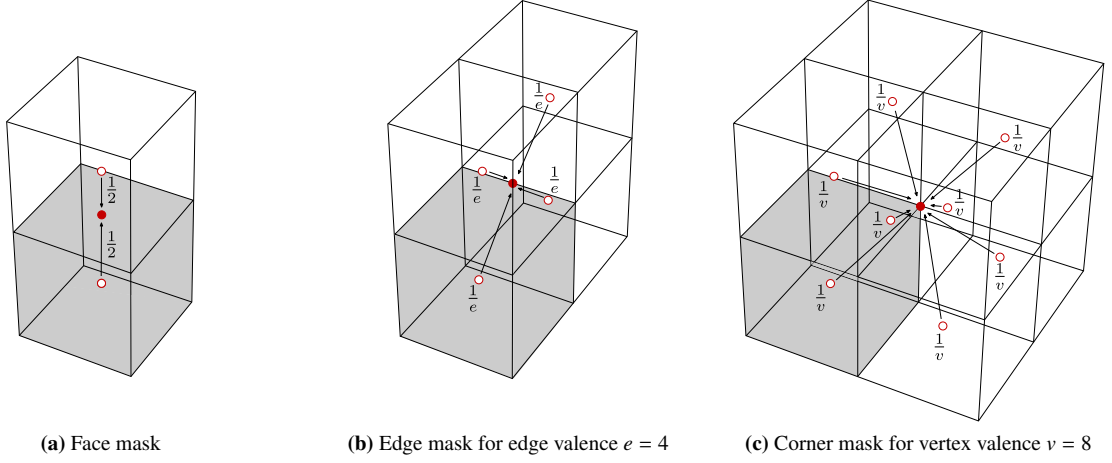 1/2
1/2
1/e
1/e
1/e
1/e
1/v
1/v
1/v
1/v
1/v
1/v
1/v
1/v
(a) Face mask
(b) Edge mask for edge valence e = 4
(c) Corner mask for vertex valence v = 8